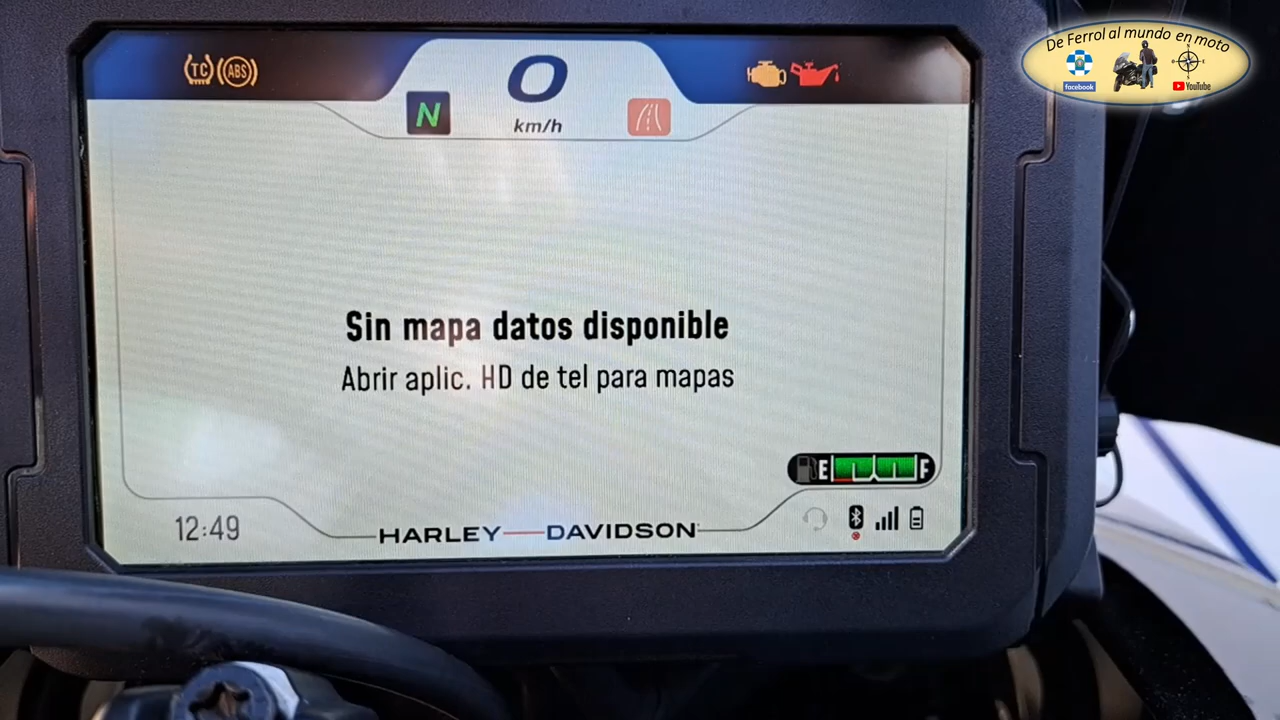 TC
ABS
0
N
km/h
Sin mapa datos disponible
Abrir aplic. HD de tel para mapas
E F
12:49
HARLEY—DAVIDSON
De Ferrol al mundo en moto
facebook
YouTube